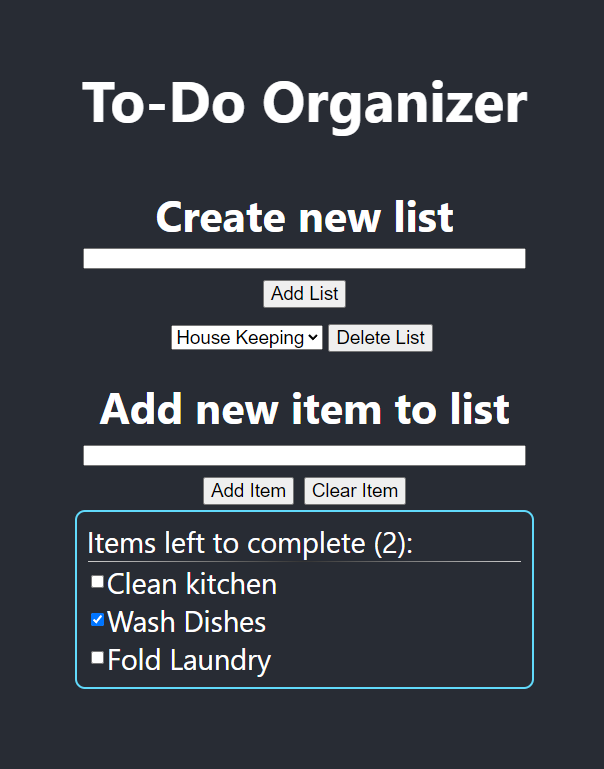 To-Do Organizer
Create new list
Add List
House Keeping Delete List
Add new item to list
Add Item Clear Item
Items left to complete (2):
Clean kitchen
Wash Dishes
Fold Laundry